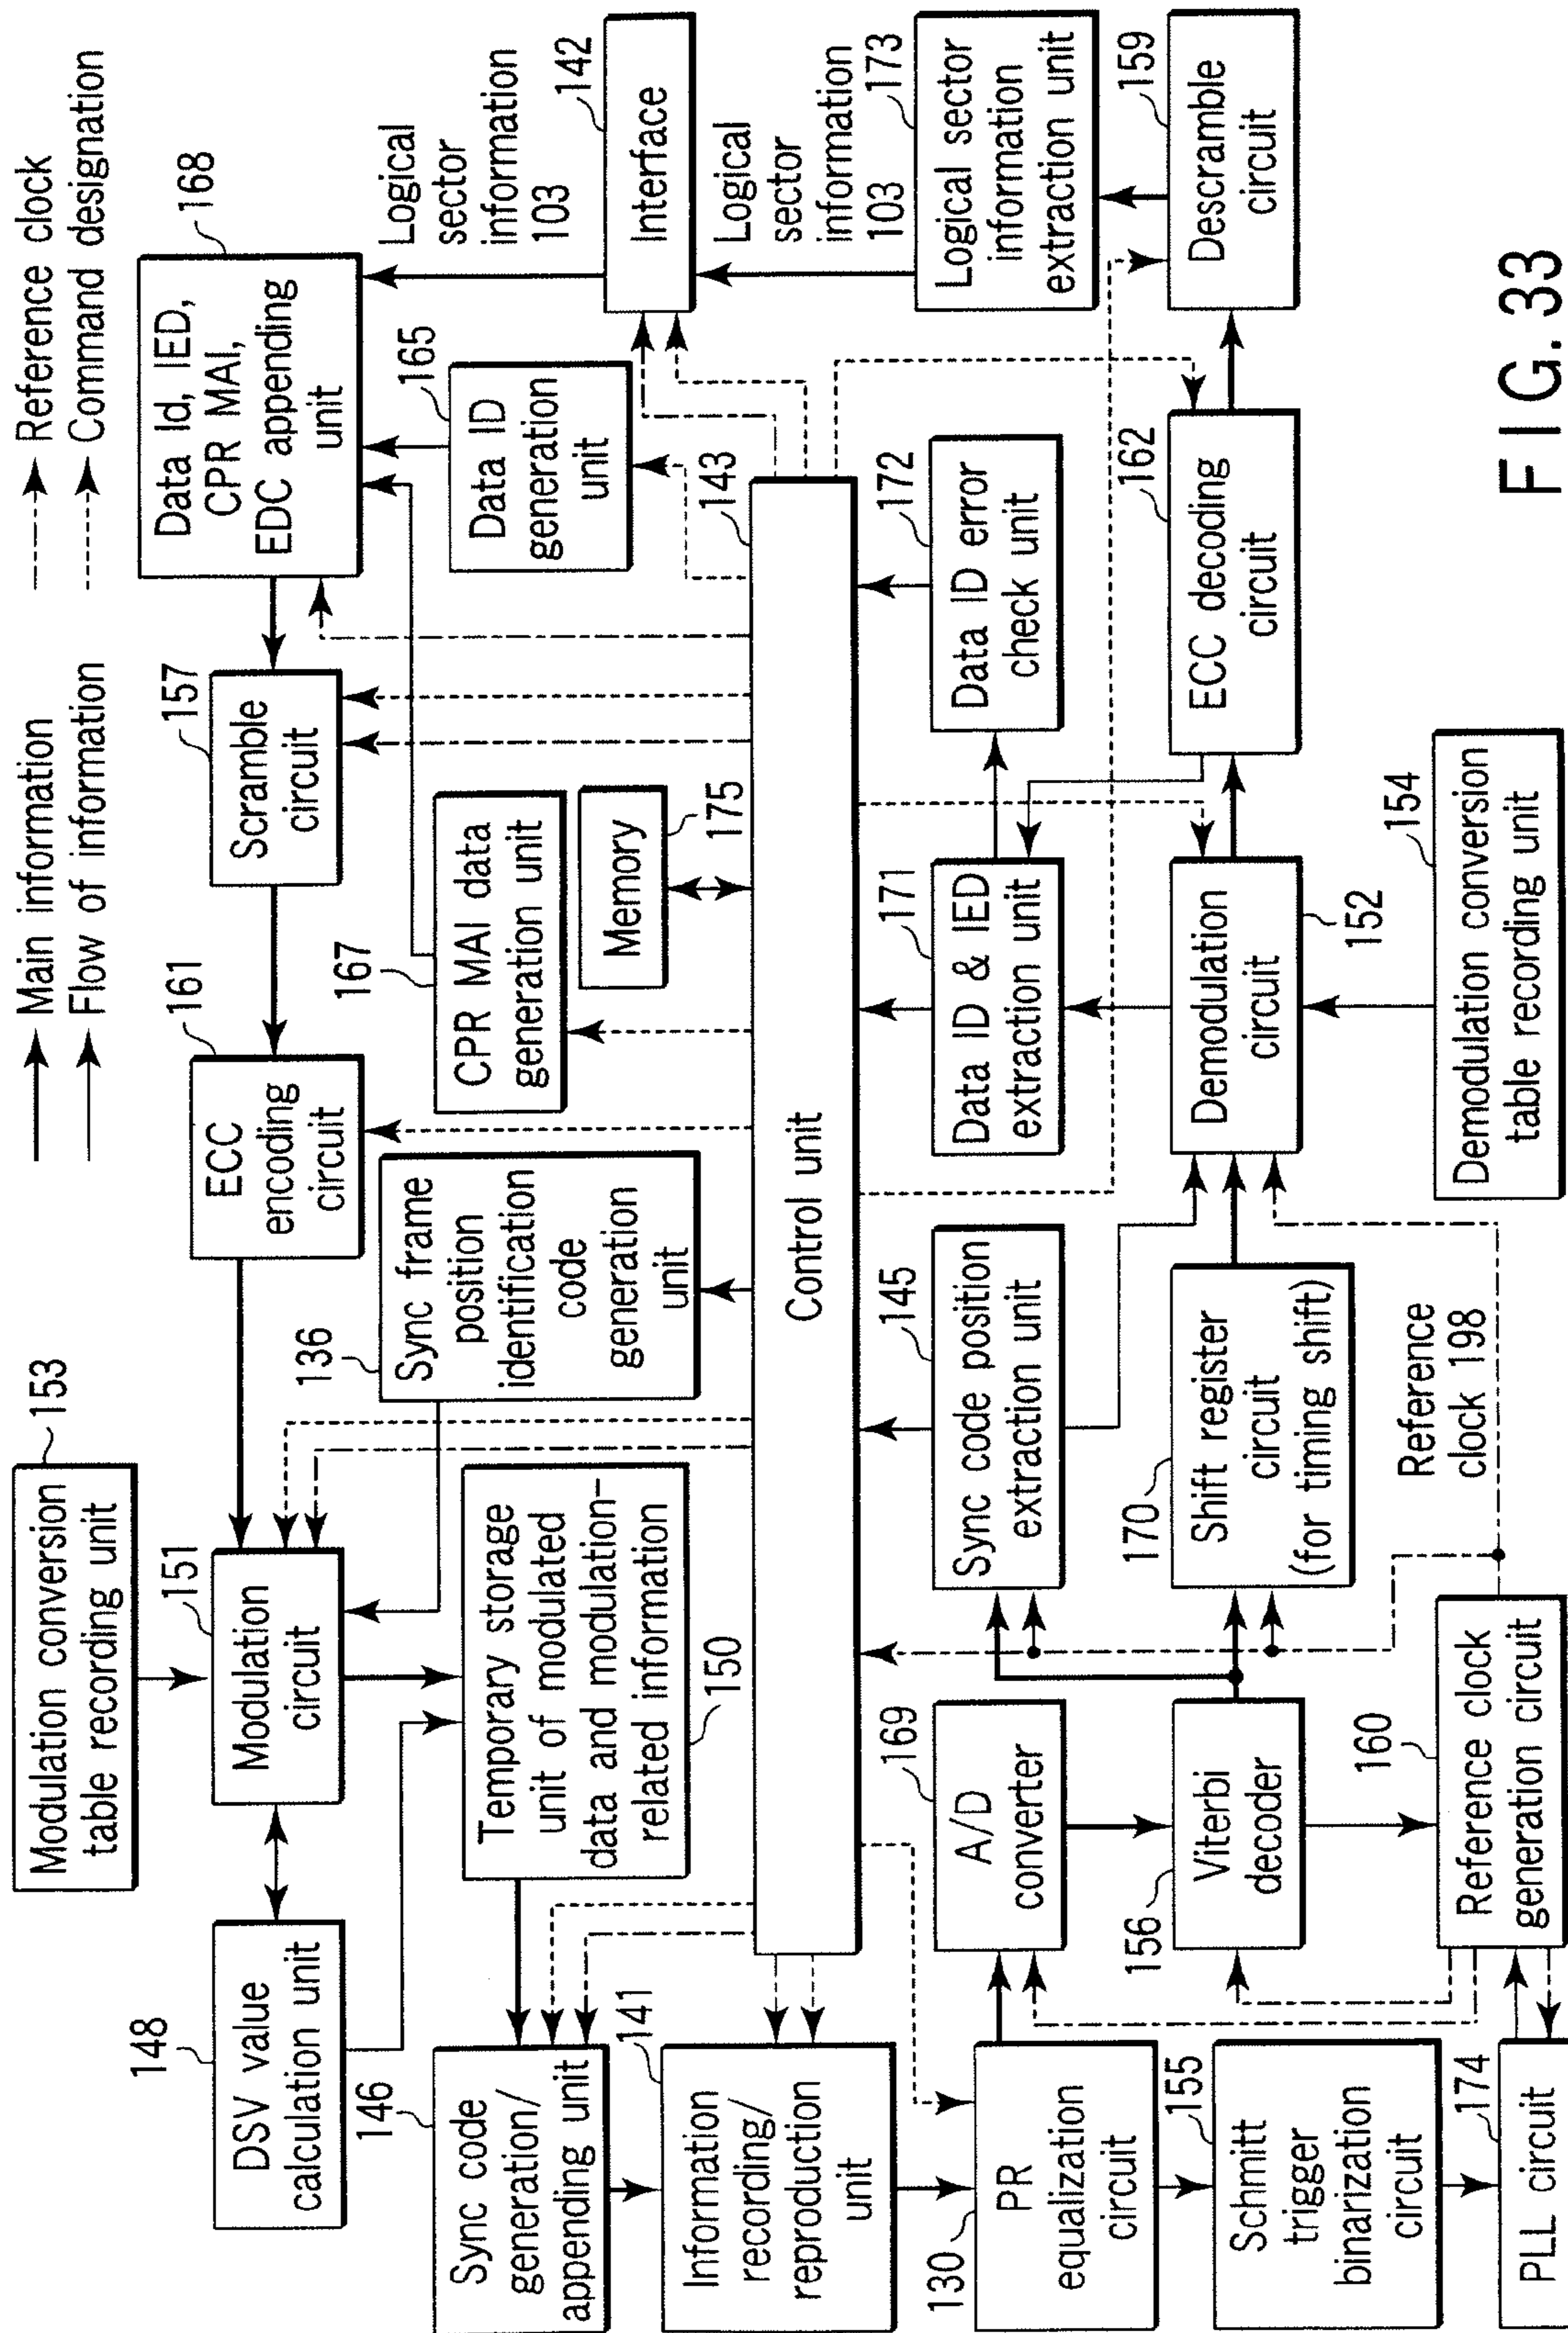 Main information
Flow of information
Reference clock
Command designation
Modulation conversion
table recording unit
153
148
DSV value
calculation unit
151
Modulation
circuit
161
ECC
encoding
circuit
157
Scramble
circuit
168
Data Id, IED,
CPR MAI,
EDC appending
unit
Logical
sector
information
103
142
Interface
Logical
sector
information
103
173
Logical sector
information
extraction unit
159
Descramble
circuit
146
Sync code
generation/
appending unit
Temporary storage
unit of modulated
data and modulation-
related information
150
136
Sync frame
position
identification
code
generation
unit
167
CPR MAI data
generation unit
Memory
175
165
Data ID
generation
unit
141
Information
recording/
reproduction
unit
143
Control unit
130
PR
equalization
circuit
169
A/D
converter
145
Sync code position
extraction unit
171
Data ID & IED
extraction unit
172
Data ID error
check unit
155
Schmitt
trigger
binarization
circuit
156
Viterbi
decoder
170
Shift register
circuit
(for timing shift)
Demodulation
circuit
152
162
ECC decoding
circuit
174
PLL circuit
160
Reference clock
generation circuit
Reference
clock 198
154
Demodulation conversion
table recording unit
FIG. 33